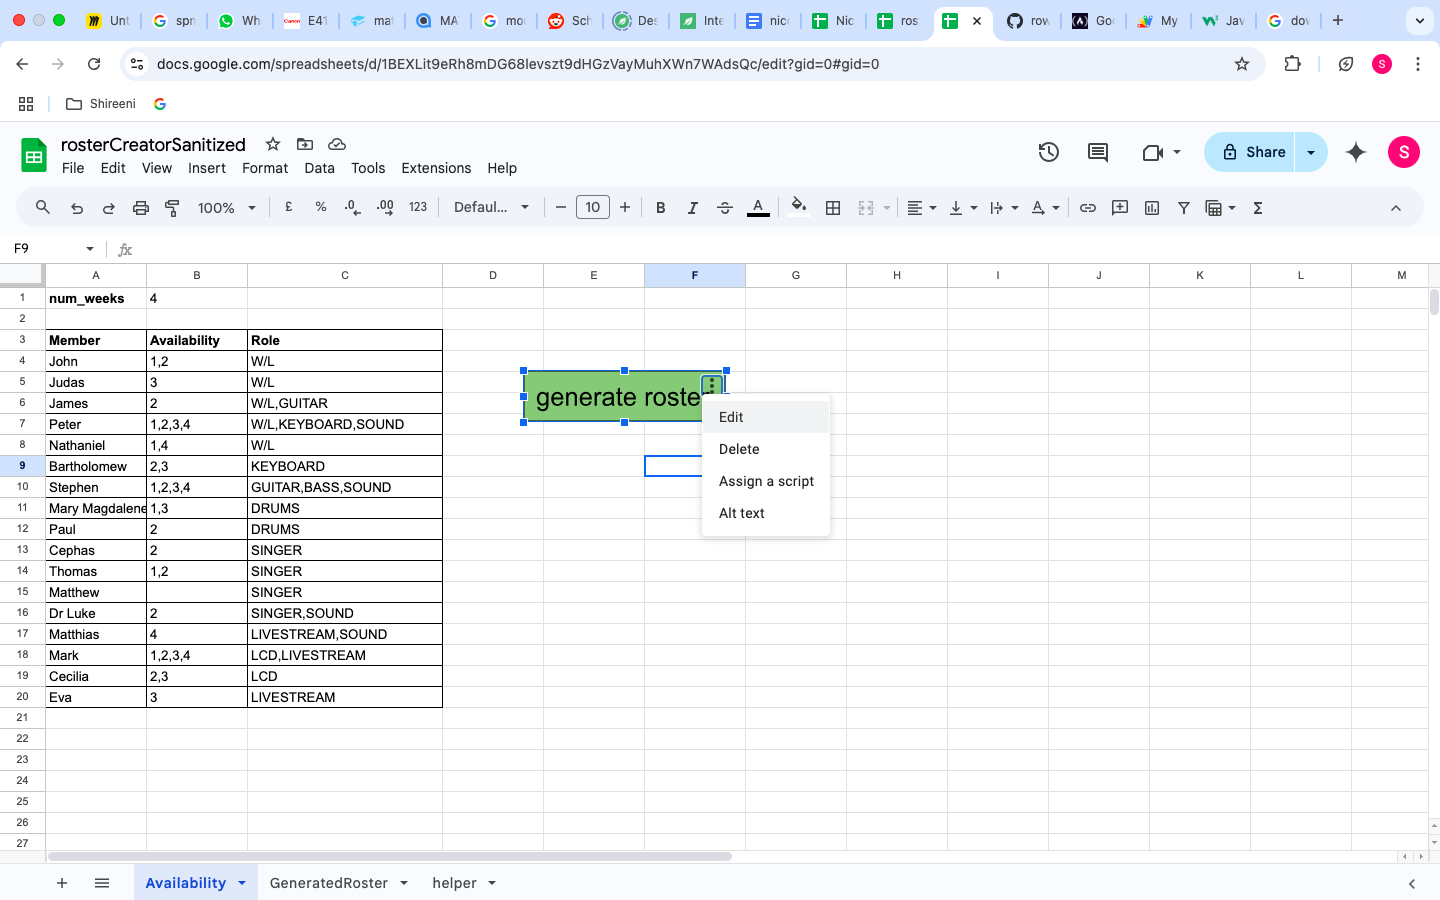 Unt
spr
Wh
Canon E41
mat
MA
mou
Sch
Des
Inte
nicc
Nic
ros
row
Goo
My
Jav
dov
docs.google.com/spreadsheets/d/1BEXLit9eRh8mDG68levszt9dHGzVayMuhXWn7WAdsQc/edit?gid=0#gid=0
S
Shireeni
rosterCreatorSanitized
File Edit View Insert Format Data Tools Extensions Help
Share
S
100% £ % .0 .00 123 Defaul... 10 B I S A
F9 fx
A B C D E F G H I J K L M
1 num_weeks 4
2
3 Member Availability Role
4 John 1,2 W/L
5 Judas 3 W/L
6 James 2 W/L,GUITAR
7 Peter 1,2,3,4 W/L,KEYBOARD,SOUND
8 Nathaniel 1,4 W/L
9 Bartholomew 2,3 KEYBOARD
10 Stephen 1,2,3,4 GUITAR,BASS,SOUND
11 Mary Magdalene 1,3 DRUMS
12 Paul 2 DRUMS
13 Cephas 2 SINGER
14 Thomas 1,2 SINGER
15 Matthew SINGER
16 Dr Luke 2 SINGER,SOUND
17 Matthias 4 LIVESTREAM,SOUND
18 Mark 1,2,3,4 LCD,LIVESTREAM
19 Cecilia 2,3 LCD
20 Eva 3 LIVESTREAM
21
22
23
24
25
26
27
generate roster
Edit
Delete
Assign a script
Alt text
Availability GeneratedRoster helper